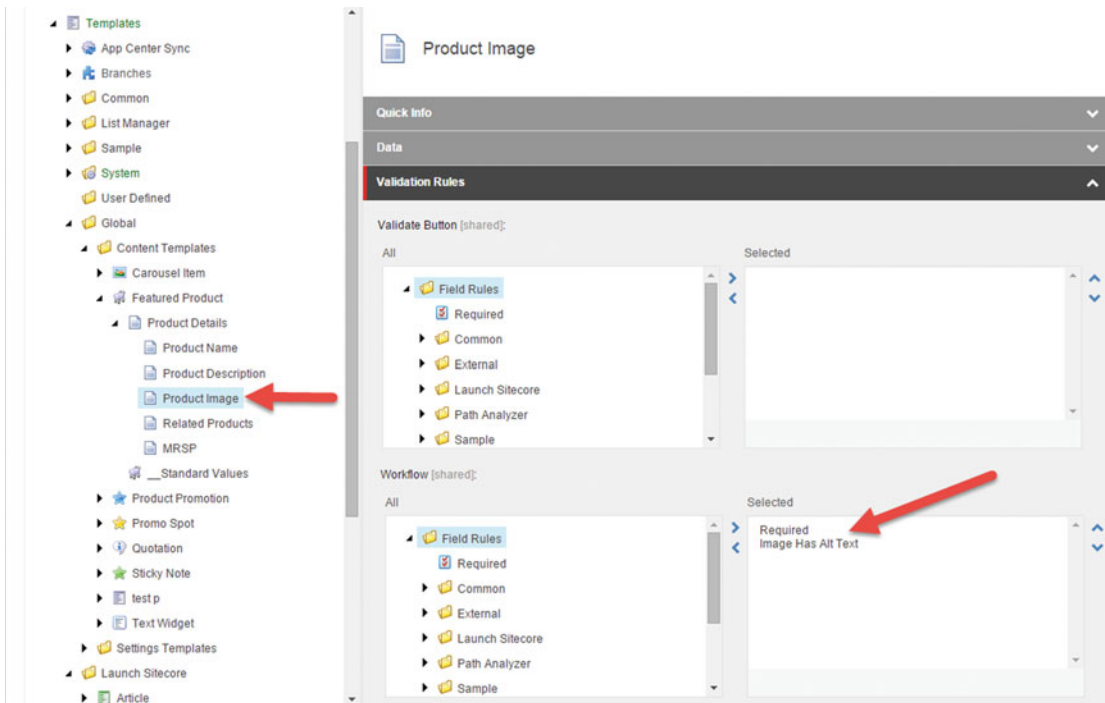 Templates
App Center Sync
Branches
Common
List Manager
Sample
System
User Defined
Global
Content Templates
Carousel Item
Featured Product
Product Details
Product Name
Product Description
Product Image
Related Products
MRSP
__Standard Values
Product Promotion
Promo Spot
Quotation
Sticky Note
test p
Text Widget
Settings Templates
Launch Sitecore
Article
Product Image
Quick Info
Data
Validation Rules
Validate Button [shared]:
All
Field Rules
Required
Common
External
Launch Sitecore
Path Analyzer
Sample
Selected
Workflow [shared]:
All
Field Rules
Required
Common
External
Launch Sitecore
Path Analyzer
Sample
Selected
Required
Image Has Alt Text